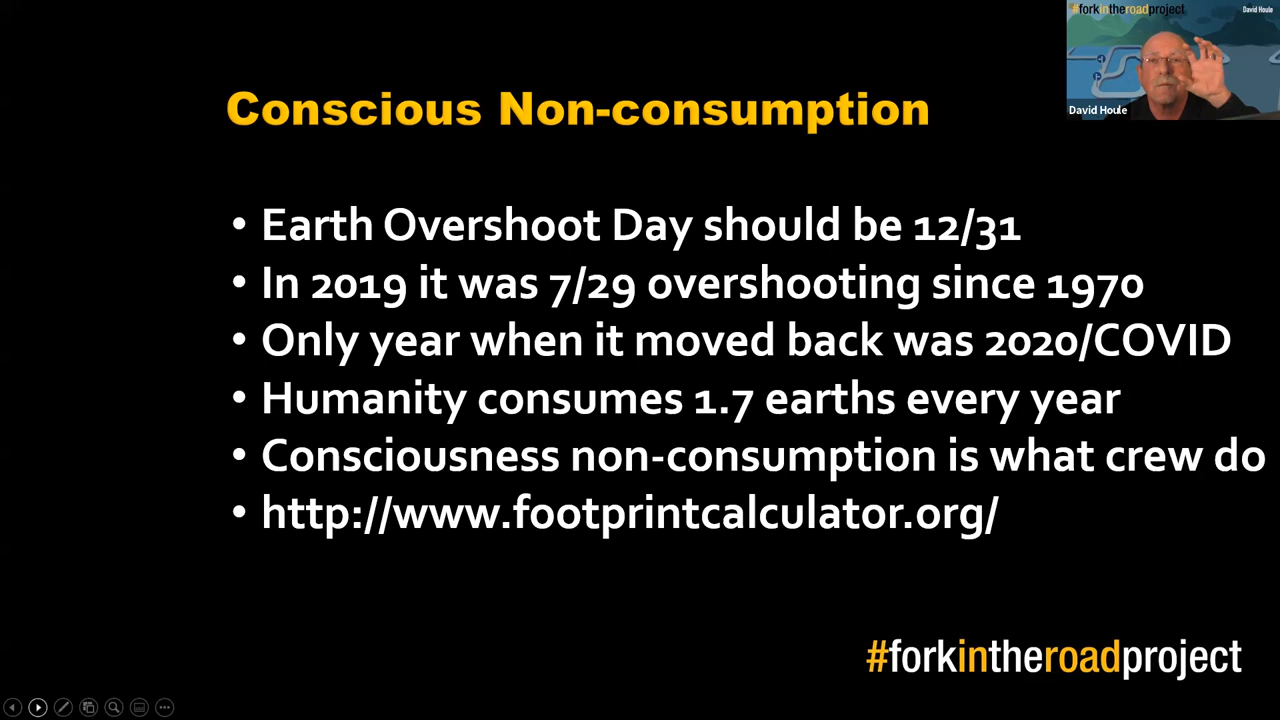 #forkintheroadproject
David Houle
David Houle
Conscious Non-consumption
• Earth Overshoot Day should be 12/31
• In 2019 it was 7/29 overshooting since 1970
• Only year when it moved back was 2020/COVID
• Humanity consumes 1.7 earths every year
• Consciousness non-consumption is what crew do
• http://www.footprintcalculator.org/
#forkintheroadproject